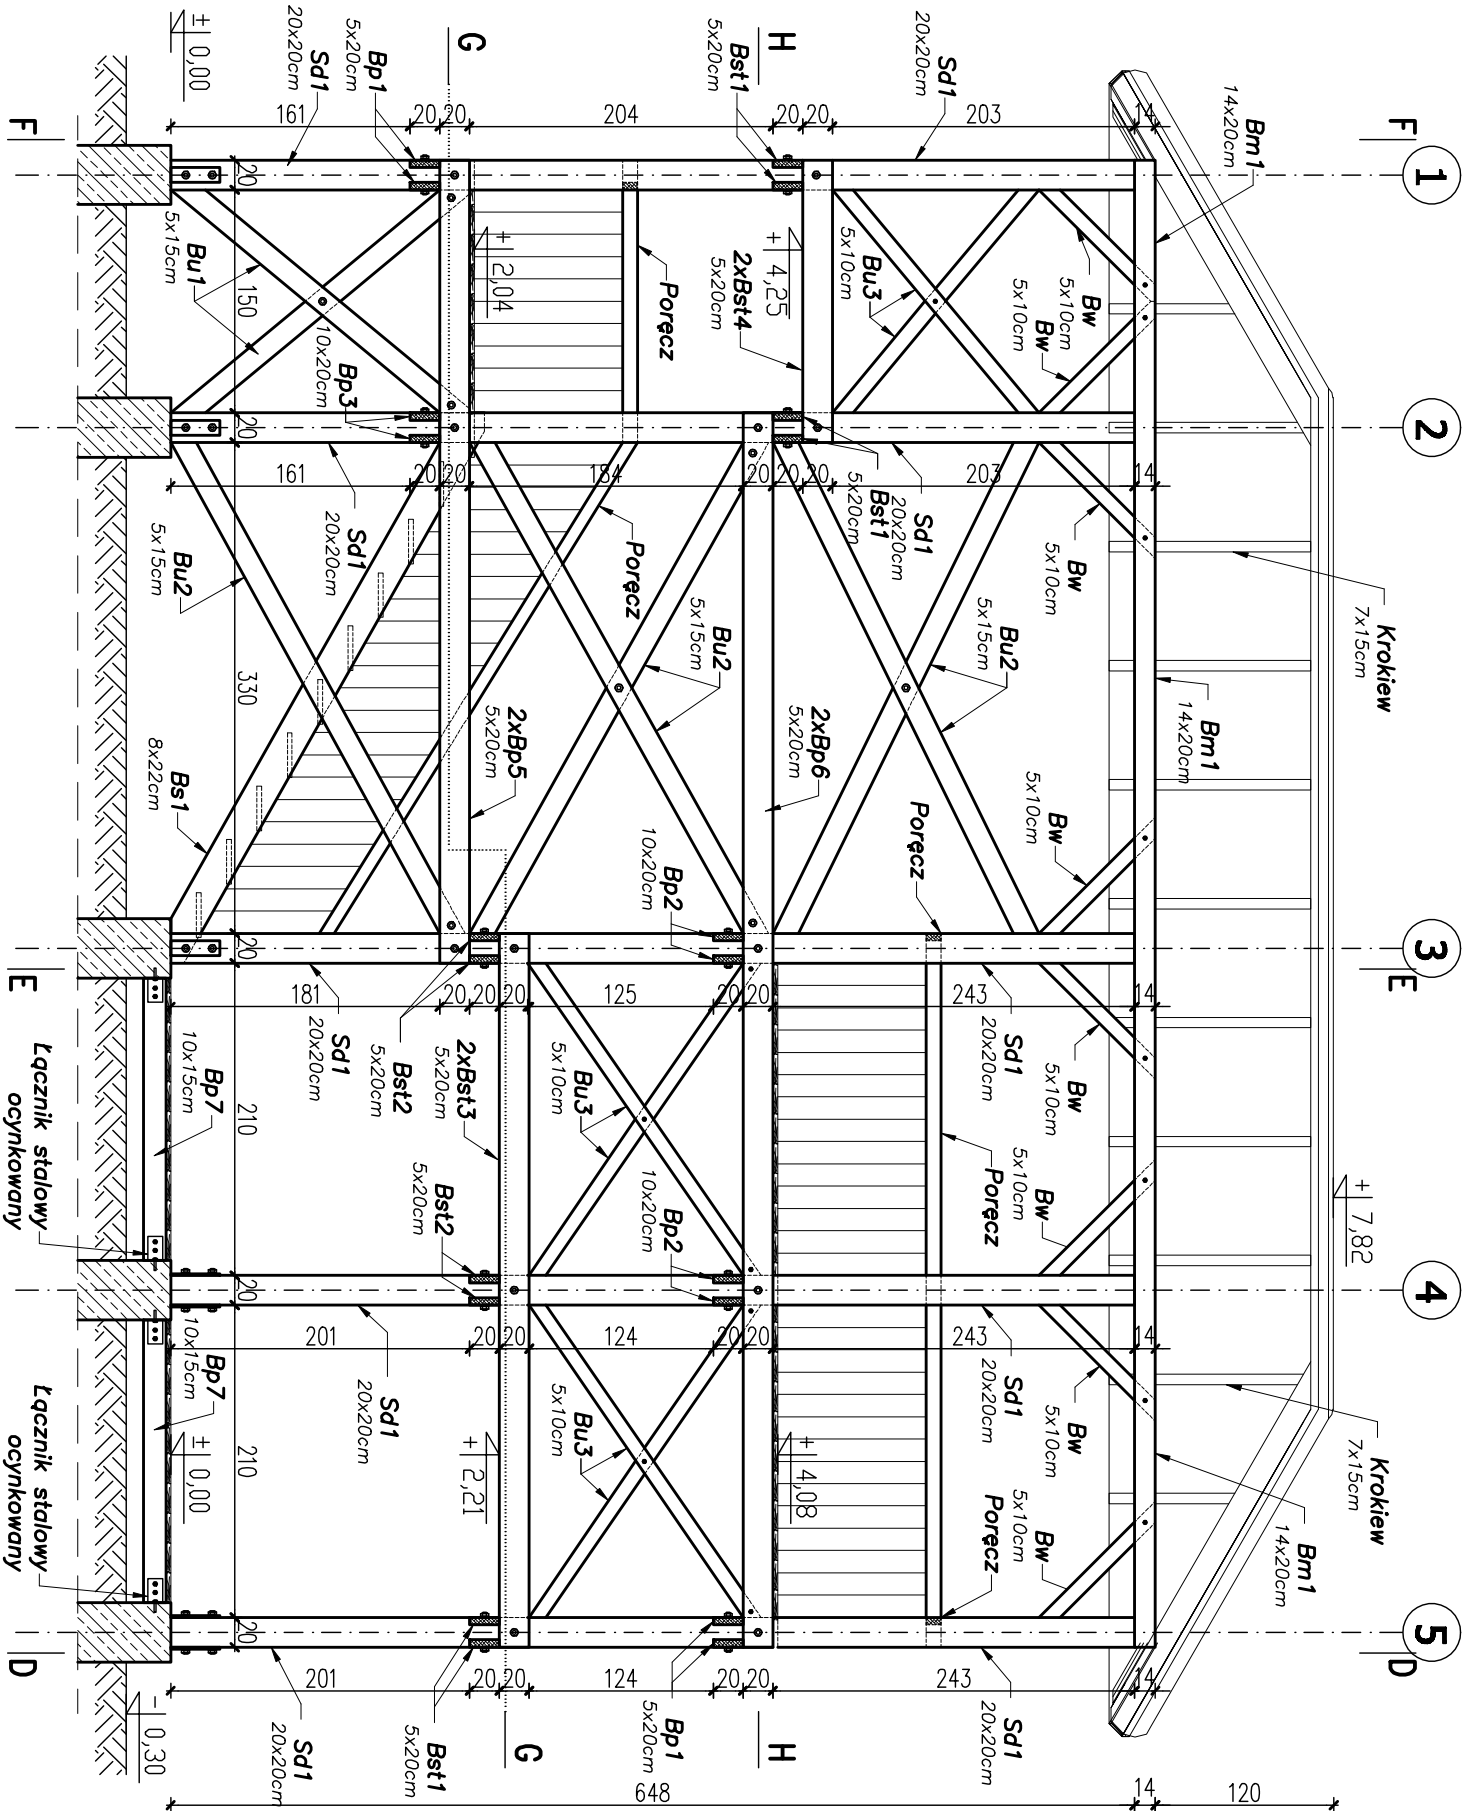 1
2
3
4
5
F
F
E
E
D
D
G
G
H
H
± 0,00
+ 2,04
+ 4,25
+ 7,82
+ 4,08
+ 2,21
± 0,00
- 0,30
120
14
648
161
20
20
204
20
20
203
14
161
20
20
184
20
20
20
203
14
181
20
20
20
125
20
20
243
14
201
20
20
124
20
20
243
14
201
20
20
124
20
20
243
14
20
150
20
330
20
210
20
210
20
Bm1
14x20cm
Sd1
20x20cm
Bst1
5x20cm
Bp1
5x20cm
Sd1
20x20cm
Bw
5x10cm
Bw
5x10cm
Bu3
5x10cm
2xBst4
5x20cm
Poręcz
Bu1
5x15cm
Bp3
10x20cm
Krokiew
7x15cm
Bm1
14x20cm
Bw
5x10cm
Sd1
20x20cm
Bst1
5x20cm
Bu2
5x15cm
Bw
5x10cm
2xBp6
5x20cm
Bu2
5x15cm
Poręcz
2xBp5
5x20cm
Sd1
20x20cm
Bu2
5x15cm
Bs1
8x22cm
Poręcz
Bp2
10x20cm
Sd1
20x20cm
Bw
5x10cm
Bw
5x10cm
Poręcz
Bu3
5x10cm
2xBst3
5x20cm
Bst2
5x20cm
Sd1
20x20cm
Bp7
10x15cm
Łącznik stalowy
ocynkowany
Bp2
10x20cm
Bst2
5x20cm
Sd1
20x20cm
Bw
5x10cm
Bw
5x10cm
Poręcz
Krokiew
7x15cm
Bm1
14x20cm
Bu3
5x10cm
Sd1
20x20cm
Bp7
10x15cm
Łącznik stalowy
ocynkowany
Sd1
20x20cm
Bp1
5x20cm
Bst1
5x20cm
Sd1
20x20cm